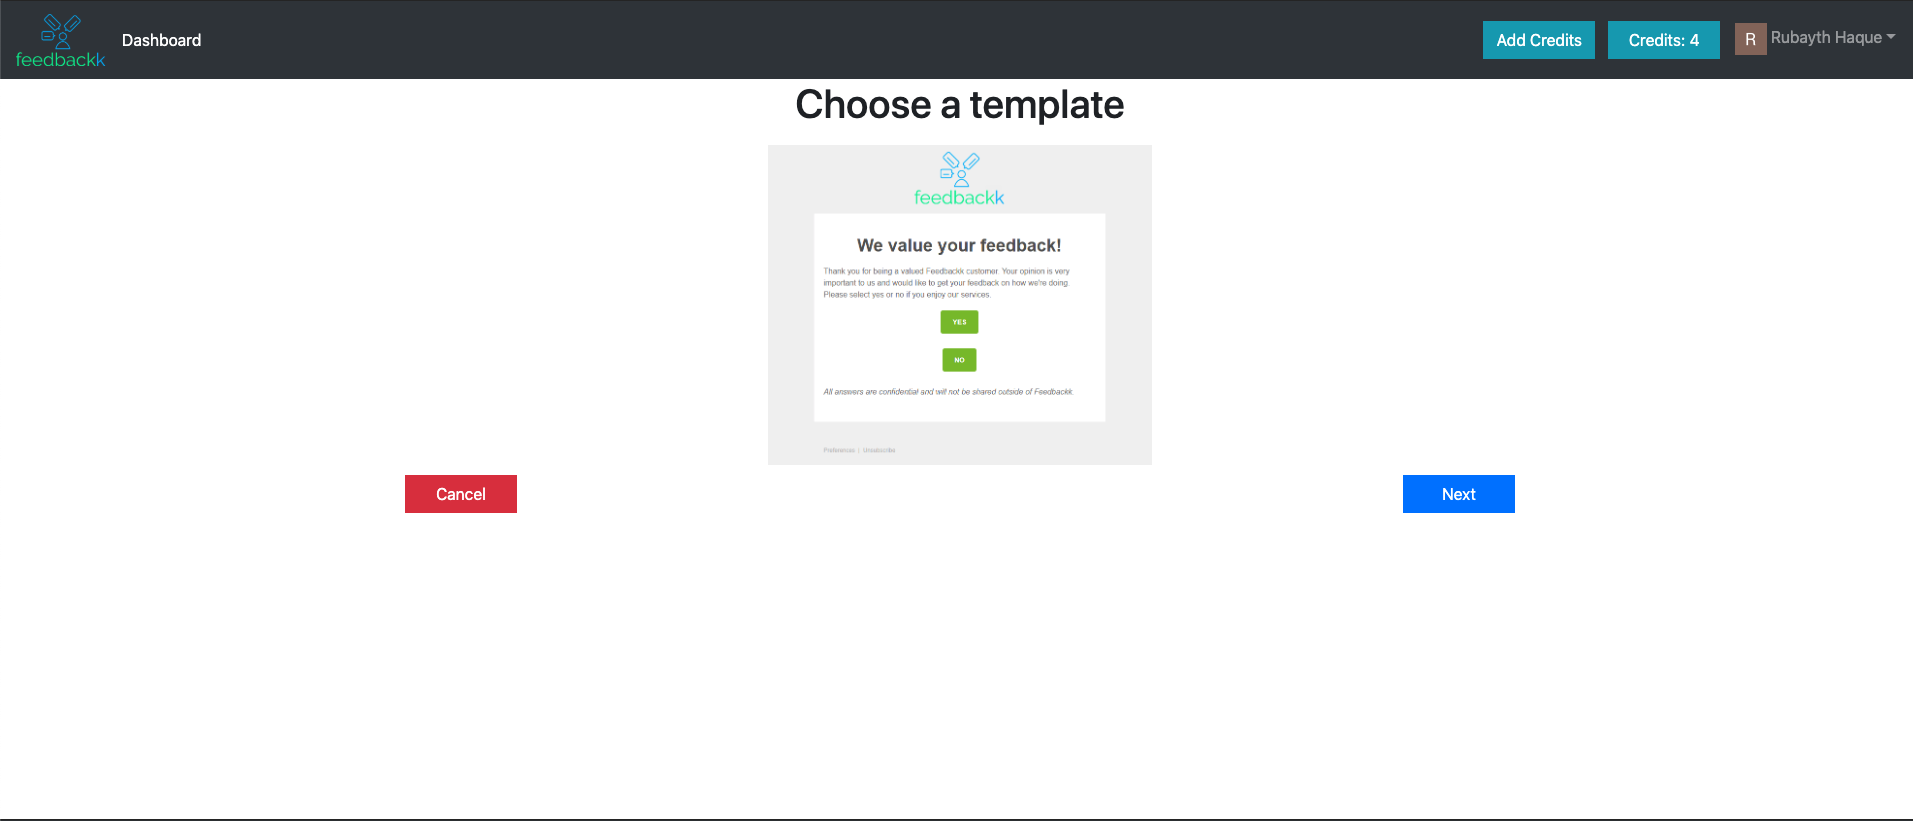 feedbackk
Dashboard
Add Credits
Credits: 4
R
Rubayth Haque
Choose a template
feedbackk
We value your feedback!
Thank you for being a valued Feedbackk customer. Your opinion is very
important to us and would like to get your feedback on how we're doing.
Please select yes or no if you enjoy our services.
YES
NO
All answers are confidential and will not be shared outside of Feedbackk.
Preferences | Unsubscribe
Cancel
Next